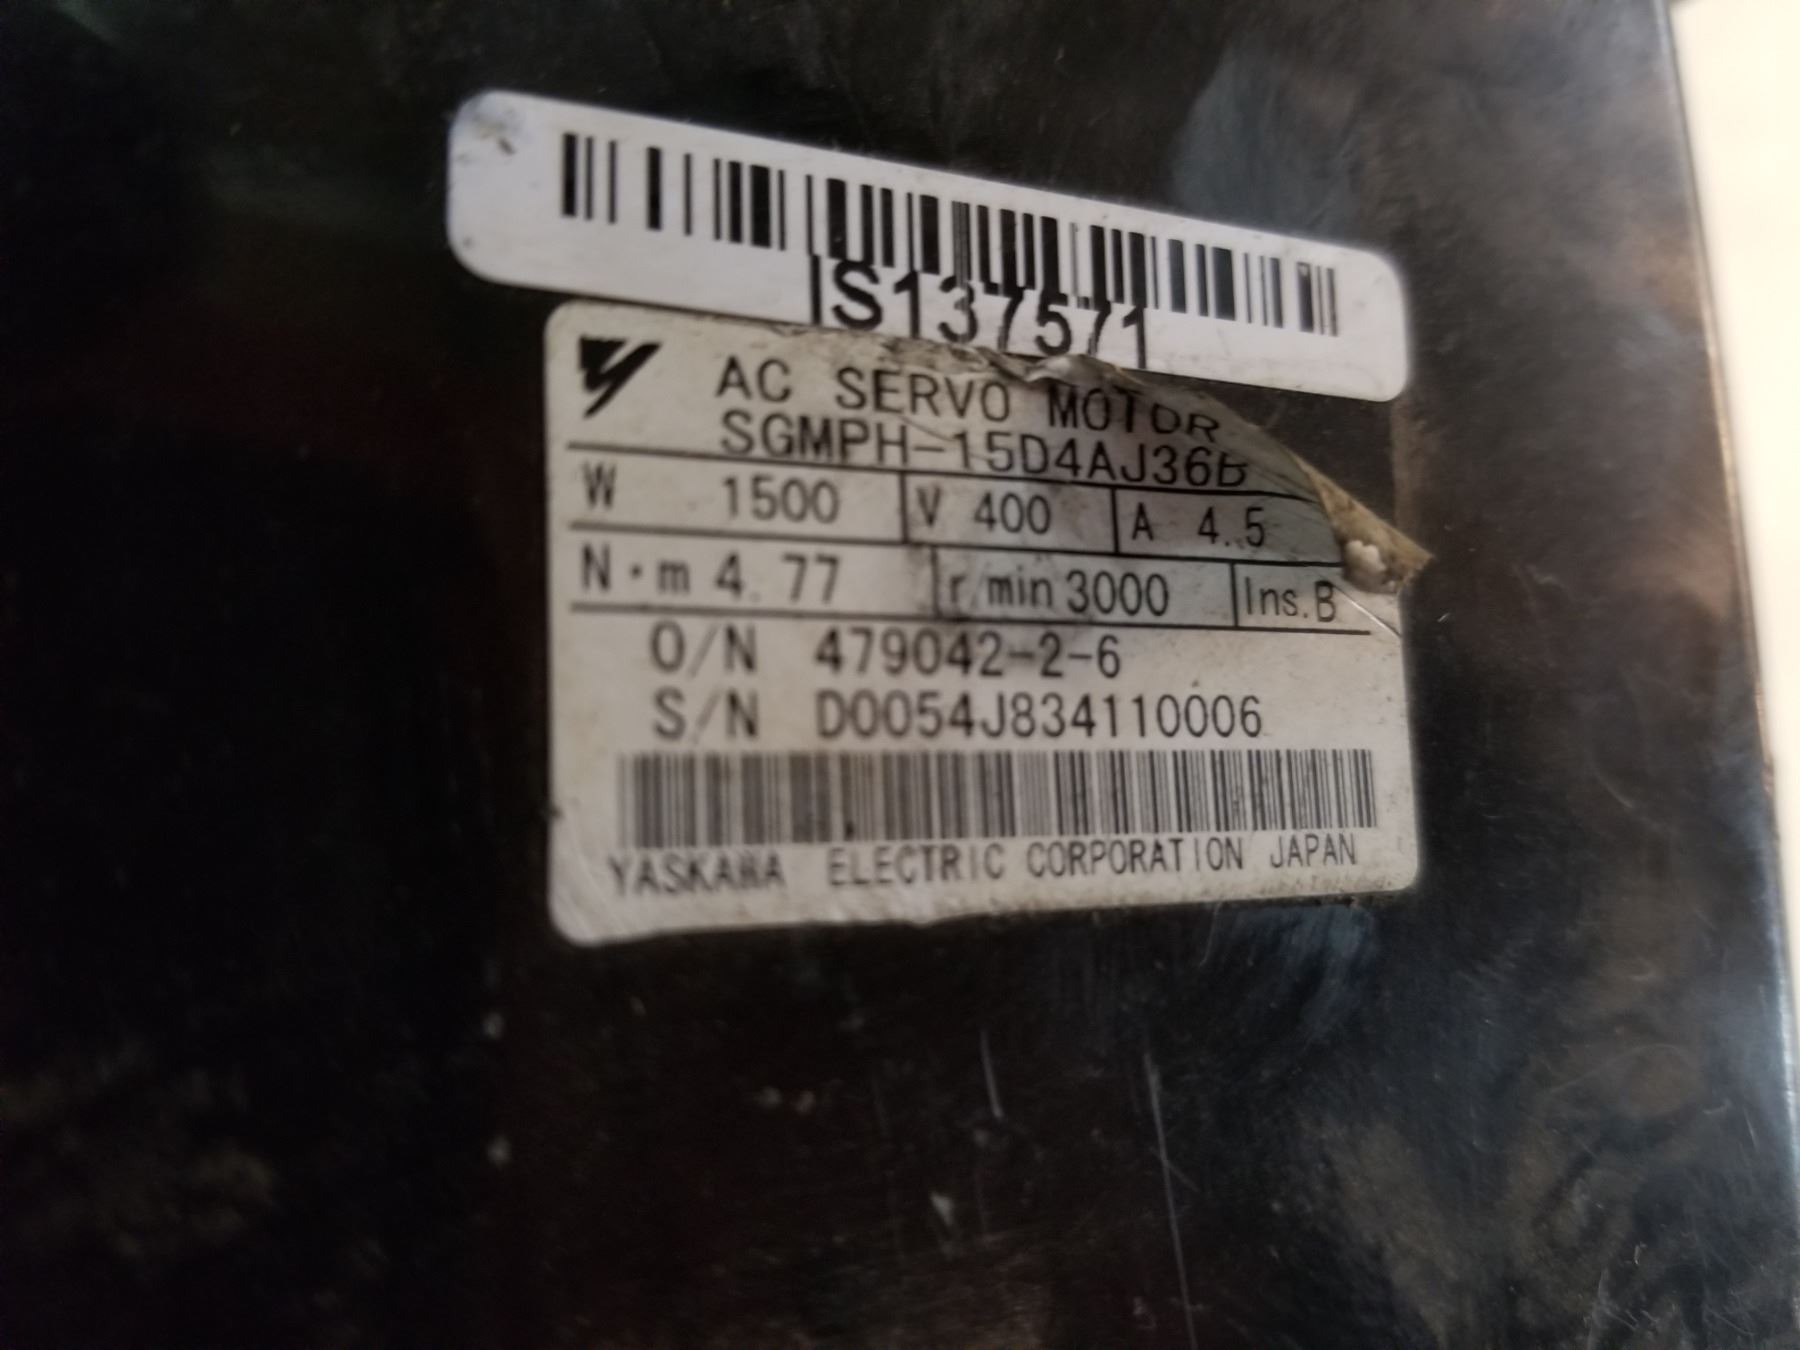 IS137571
AC SERVO MOTOR
SGMPH-15D4AJ36B
W 1500 V 400 A 4.5
N·m 4.77 r/min 3000 Ins.B
O/N 479042-2-6
S/N D0054J834110006
YASKAWA ELECTRIC CORPORATION JAPAN